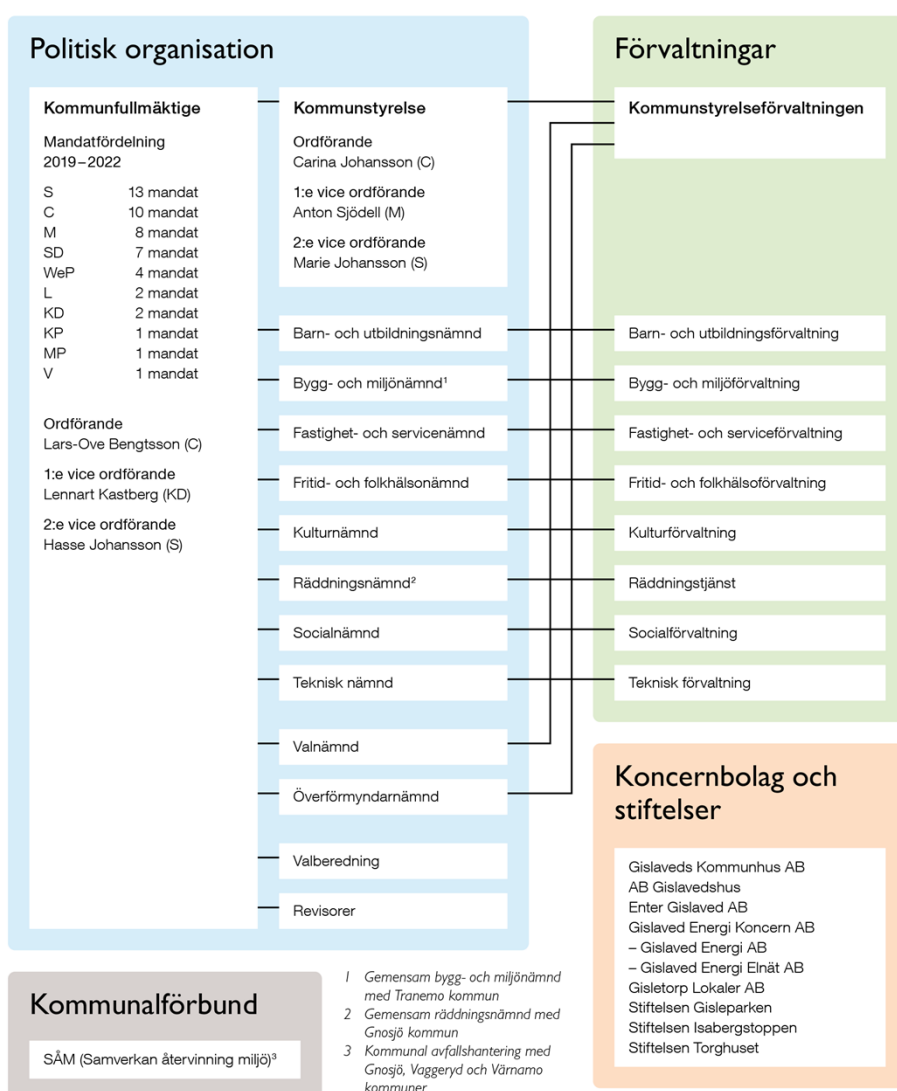 Politisk organisation
Kommunfullmäktige
Mandatfördelning
2019–2022
S 13 mandat
C 10 mandat
M 8 mandat
SD 7 mandat
WeP 4 mandat
L 2 mandat
KD 2 mandat
KP 1 mandat
MP 1 mandat
V 1 mandat
Ordförande
Lars-Ove Bengtsson (C)
1:e vice ordförande
Lennart Kastberg (KD)
2:e vice ordförande
Hasse Johansson (S)
Kommunstyrelse
Ordförande
Carina Johansson (C)
1:e vice ordförande
Anton Sjödell (M)
2:e vice ordförande
Marie Johansson (S)
Barn- och utbildningsnämnd
Bygg- och miljönämnd¹
Fastighet- och servicenämnd
Fritid- och folkhälsonämnd
Kulturnämnd
Räddningsnämnd²
Socialnämnd
Teknisk nämnd
Valnämnd
Överförmyndarnämnd
Valberedning
Revisorer
Förvaltningar
Kommunstyrelseförvaltningen
Barn- och utbildningsförvaltning
Bygg- och miljöförvaltning
Fastighet- och serviceförvaltning
Fritid- och folkhälsoförvaltning
Kulturförvaltning
Räddningstjänst
Socialförvaltning
Teknisk förvaltning
Koncernbolag och
stiftelser
Gislaveds Kommunhus AB
AB Gislavedshus
Enter Gislaved AB
Gislaved Energi Koncern AB
– Gislaved Energi AB
– Gislaved Energi Elnät AB
Gisletorp Lokaler AB
Stiftelsen Gisleparken
Stiftelsen Isabergstoppen
Stiftelsen Torghuset
Kommunalförbund
SÅM (Samverkan återvinning miljö)³
1 Gemensam bygg- och miljönämnd
med Tranemo kommun
2 Gemensam räddningsnämnd med
Gnosjö kommun
3 Kommunal avfallshantering med
Gnosjö, Vaggeryd och Värnamo
kommuner